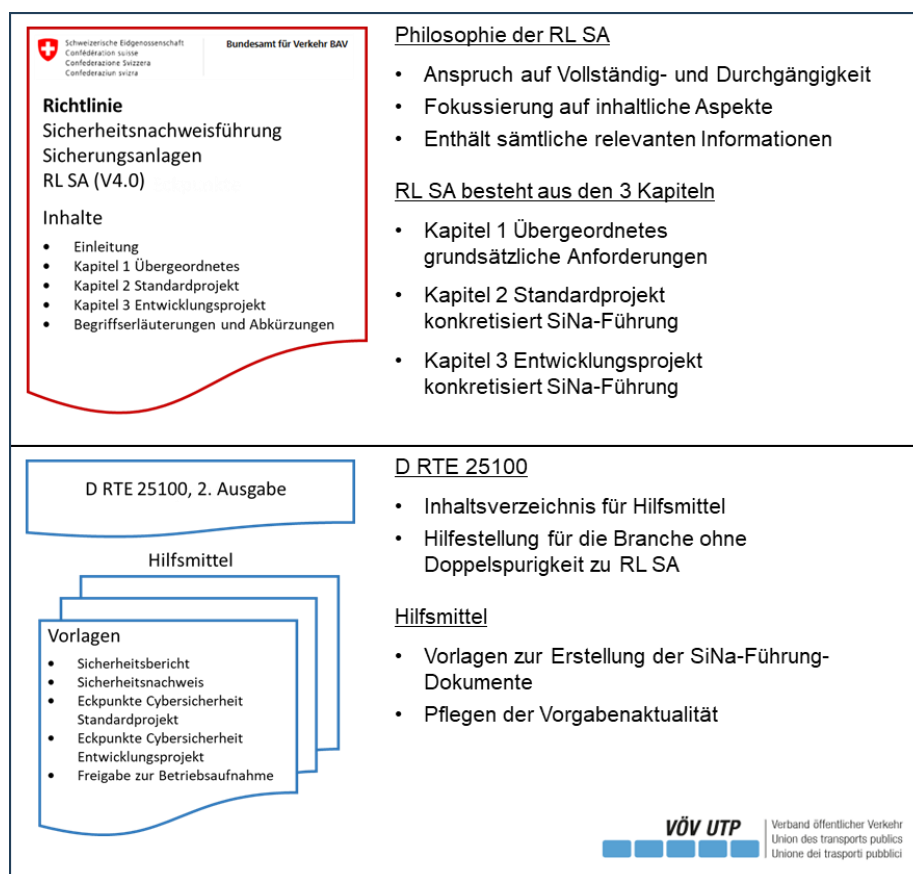 Schweizerische Eidgenossenschaft
Confédération suisse
Confederazione Svizzera
Confederaziun svizra
Bundesamt für Verkehr BAV
Richtlinie
Sicherheitsnachweisführung
Sicherungsanlagen
RL SA (V4.0)
Inhalte
• Einleitung
• Kapitel 1 Übergeordnetes
• Kapitel 2 Standardprojekt
• Kapitel 3 Entwicklungsprojekt
• Begriffserläuterungen und Abkürzungen
Philosophie der RL SA
• Anspruch auf Vollständig- und Durchgängigkeit
• Fokussierung auf inhaltliche Aspekte
• Enthält sämtliche relevanten Informationen
RL SA besteht aus den 3 Kapiteln
• Kapitel 1 Übergeordnetes
grundsätzliche Anforderungen
• Kapitel 2 Standardprojekt
konkretisiert SiNa-Führung
• Kapitel 3 Entwicklungsprojekt
konkretisiert SiNa-Führung
D RTE 25100, 2. Ausgabe
Hilfsmittel
Vorlagen
• Sicherheitsbericht
• Sicherheitsnachweis
• Eckpunkte Cybersicherheit
Standardprojekt
• Eckpunkte Cybersicherheit
Entwicklungsprojekt
• Freigabe zur Betriebsaufnahme
D RTE 25100
• Inhaltsverzeichnis für Hilfsmittel
• Hilfestellung für die Branche ohne
Doppelspurigkeit zu RL SA
Hilfsmittel
• Vorlagen zur Erstellung der SiNa-Führung-
Dokumente
• Pflegen der Vorgabenaktualität
VÖV UTP
Verband öffentlicher Verkehr
Union des transports publics
Unione dei trasporti pubblici